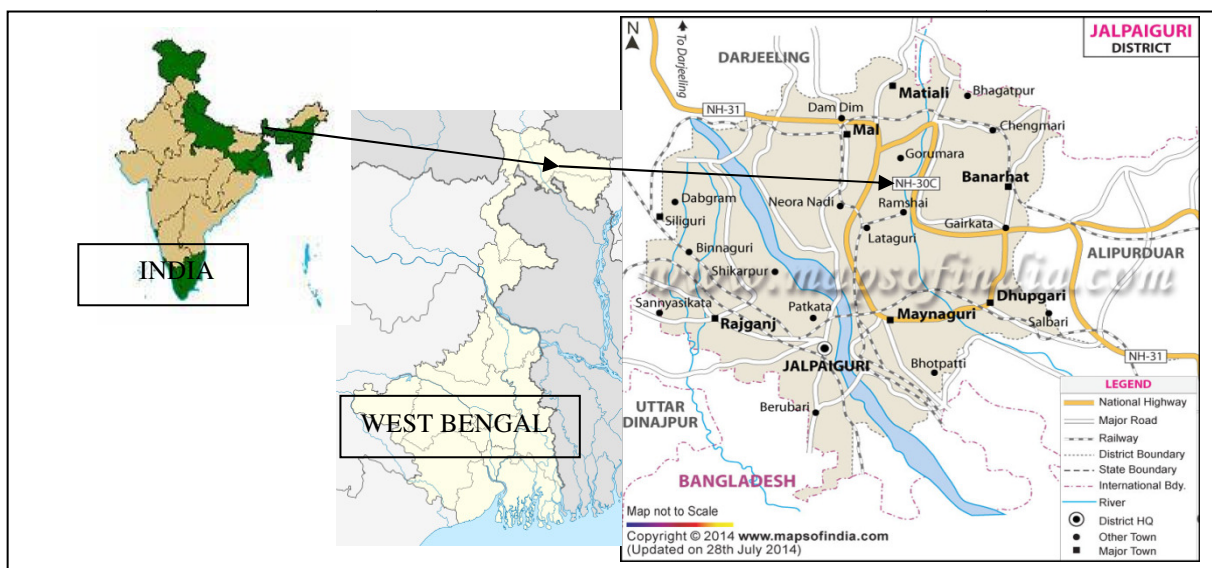 INDIA
WEST BENGAL
N
To Darjeeling
JALPAIGURI
DISTRICT
DARJEELING
NH-31
Matiali
Bhagatpur
Dam Dim
Mal
Chengmari
Gorumara
NH-30C
Banarhat
Dabgram
Neora Nadi
Ramshai
Siliguri
Lataguri
Gairkata
Binnaguri
ALIPURDUAR
Shikarpur
www.mapsofindia.com
Sannyasikata
Patkata
Dhupgari
Rajganj
Maynaguri
Salbari
JALPAIGURI
Bhotpatti
NH-31
UTTAR
DINAJPUR
Berubari
BANGLADESH
LEGEND
National Highway
Major Road
Railway
District Boundary
State Boundary
International Bdy.
River
District HQ
Other Town
Major Town
Map not to Scale
Copyright © 2014 www.mapsofindia.com
(Updated on 28th July 2014)